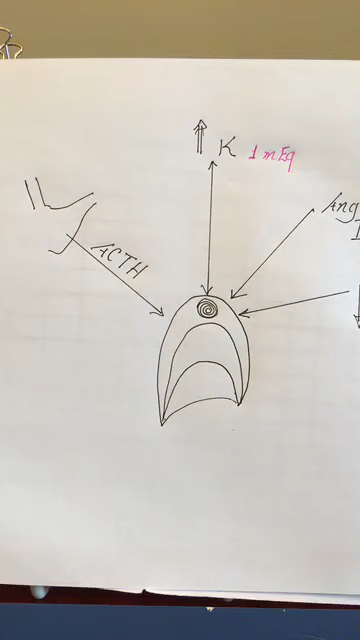 ⇑ K 1 mEq
Ang
I
ACTH